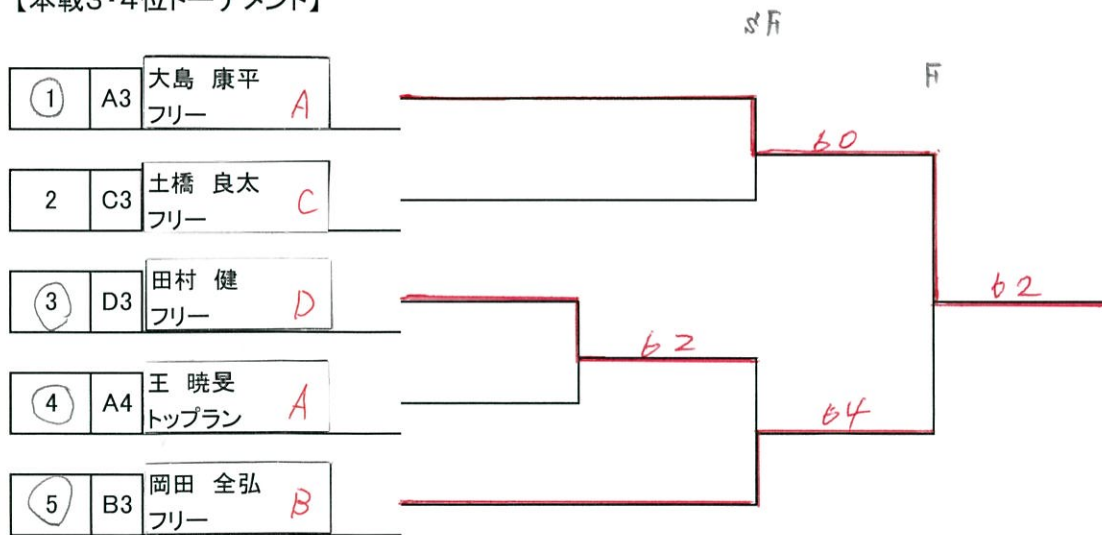 【本戦3・4位トーナメント】
SF
F
1 A3 大島 康平
フリー A
60
2 C3 土橋 良太
フリー C
3 D3 田村 健
フリー D
62
62
4 A4 王 暁旻
トップラン A
64
5 B3 岡田 全弘
フリー B